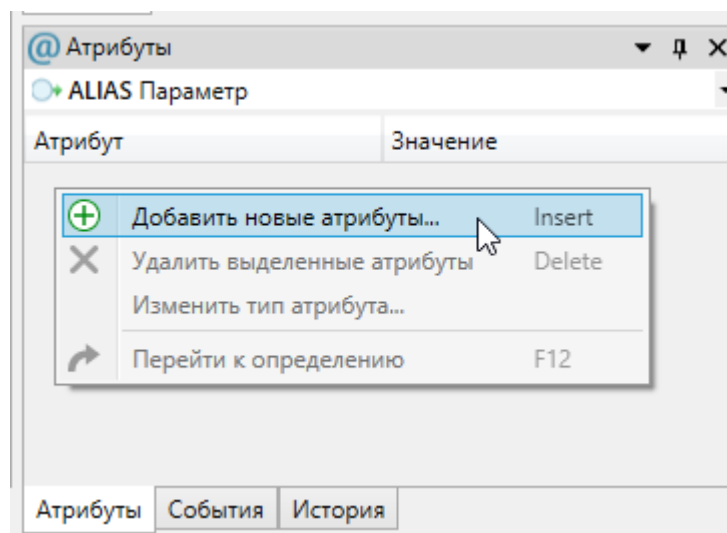 Атрибуты
ALIAS Параметр
Атрибут Значение
Добавить новые атрибуты... Insert
Удалить выделенные атрибуты Delete
Изменить тип атрибута...
Перейти к определению F12
Атрибуты События История